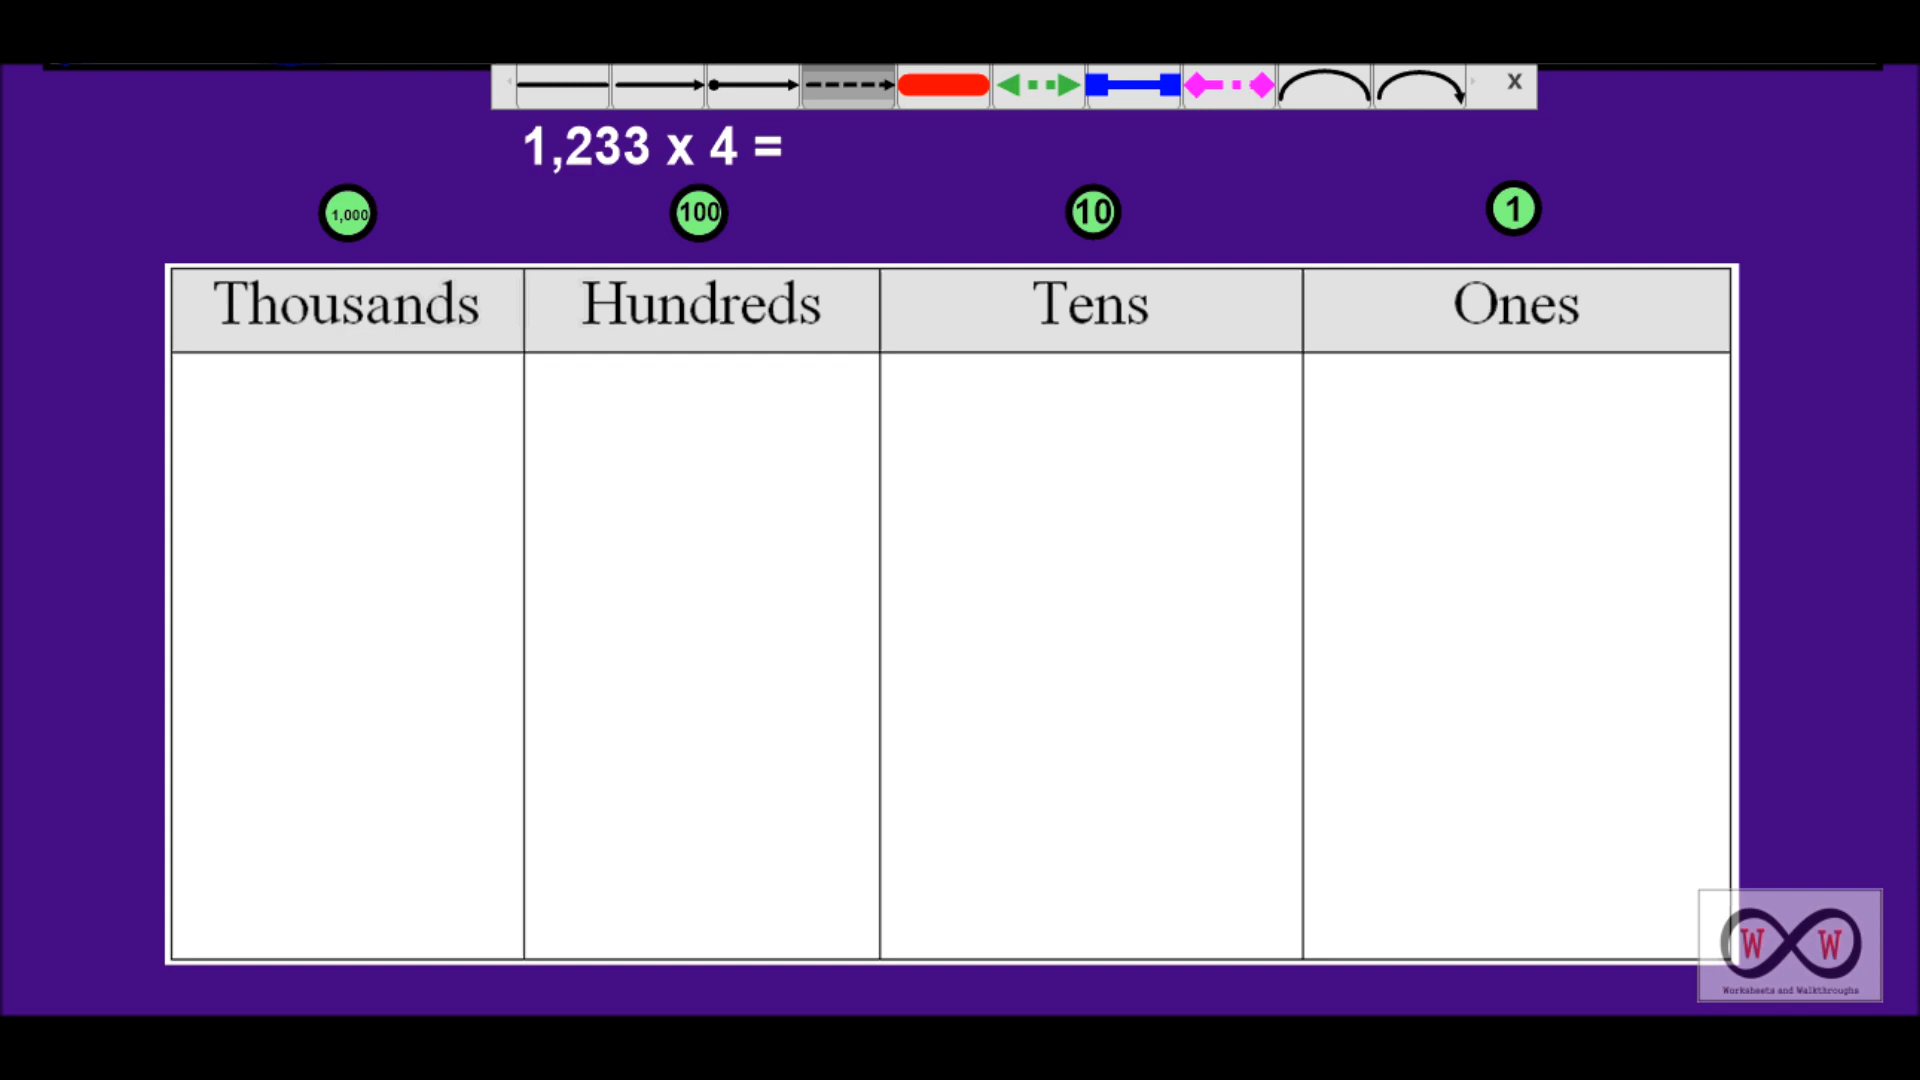 X
1,233 x 4 =
1,000 100 10 1
Thousands Hundreds Tens Ones
W W
Worksheets and Walkthroughs